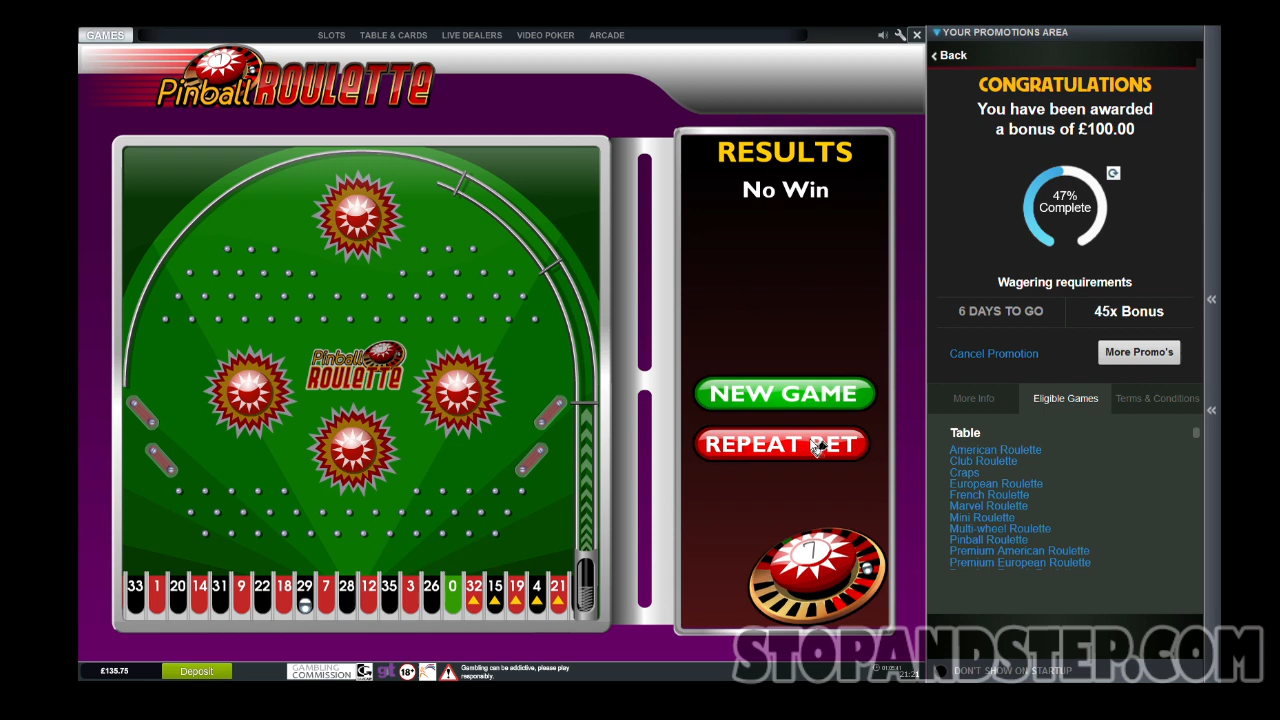 GAMES
SLOTS TABLE & CARDS LIVE DEALERS VIDEO POKER ARCADE
YOUR PROMOTIONS AREA
Back
Pinball ROULETTE
CONGRATULATIONS
You have been awarded
a bonus of £100.00
47%
Complete
Wagering requirements
6 DAYS TO GO 45x Bonus
Cancel Promotion More Promo's
More Info Eligible Games Terms & Conditions
Table
American Roulette
Club Roulette
Craps
European Roulette
French Roulette
Marvel Roulette
Mini Roulette
Multi-wheel Roulette
Pinball Roulette
Premium American Roulette
Premium European Roulette
RESULTS
No Win
NEW GAME
REPEAT BET
7
Pinball
ROULETTE
33 1 20 14 31 9 22 18 29 7 28 12 35 3 26 0 32 15 19 4 21
£135.75 Deposit
GAMBLING
COMMISSION
18+
Gambling can be addictive, please play
responsibly.
21:21
DON'T SHOW ON STARTUP
STOPANDSTEP.COM